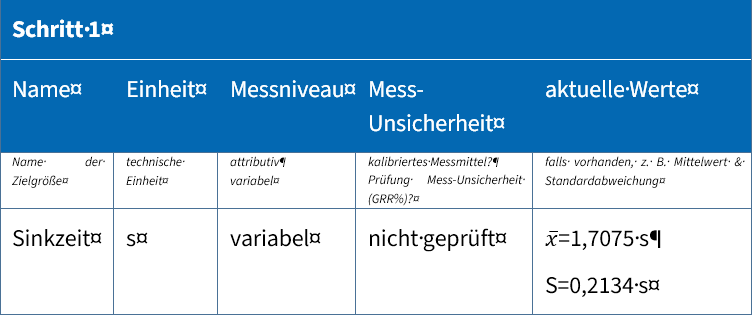 Schritt·1¤
Name¤ Einheit¤ Messniveau¤ Mess-
Unsicherheit¤ aktuelle·Werte¤
Name· der·
Zielgröße¤
technische·
Einheit¤
attributiv¶
variabel¤
kalibriertes·Messmittel?¶
Prüfung· Mess-Unsicherheit·
(GRR%)?¤
falls· vorhanden,· z.· B.· Mittelwert· &·
Standardabweichung¤
Sinkzeit¤ s¤ variabel¤ nicht·geprüft¤ x̄=1,7075·s¶
S=0,2134·s¤